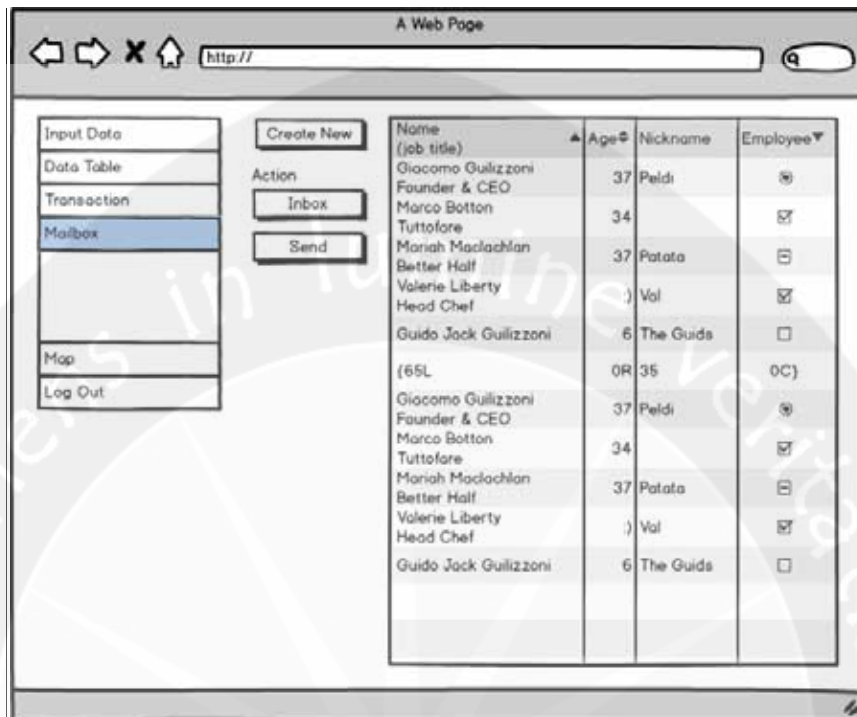 A Web Page
http://
Input Data
Data Table
Transaction
Mailbox
Map
Log Out
Create New
Action
Inbox
Send
Name
(job title) Age Nickname Employee
Giacomo Guilizzoni
Founder & CEO 37 Peldi
Marco Botton
Tuttofare 34
Mariah Maclachlan
Better Half 37 Patata
Valerie Liberty
Head Chef :) Val
Guido Jack Guilizzoni 6 The Guids
{65L 0R 35 0C}
Giacomo Guilizzoni
Founder & CEO 37 Peldi
Marco Botton
Tuttofare 34
Mariah Maclachlan
Better Half 37 Patata
Valerie Liberty
Head Chef :) Val
Guido Jack Guilizzoni 6 The Guids
in lumine veritatis